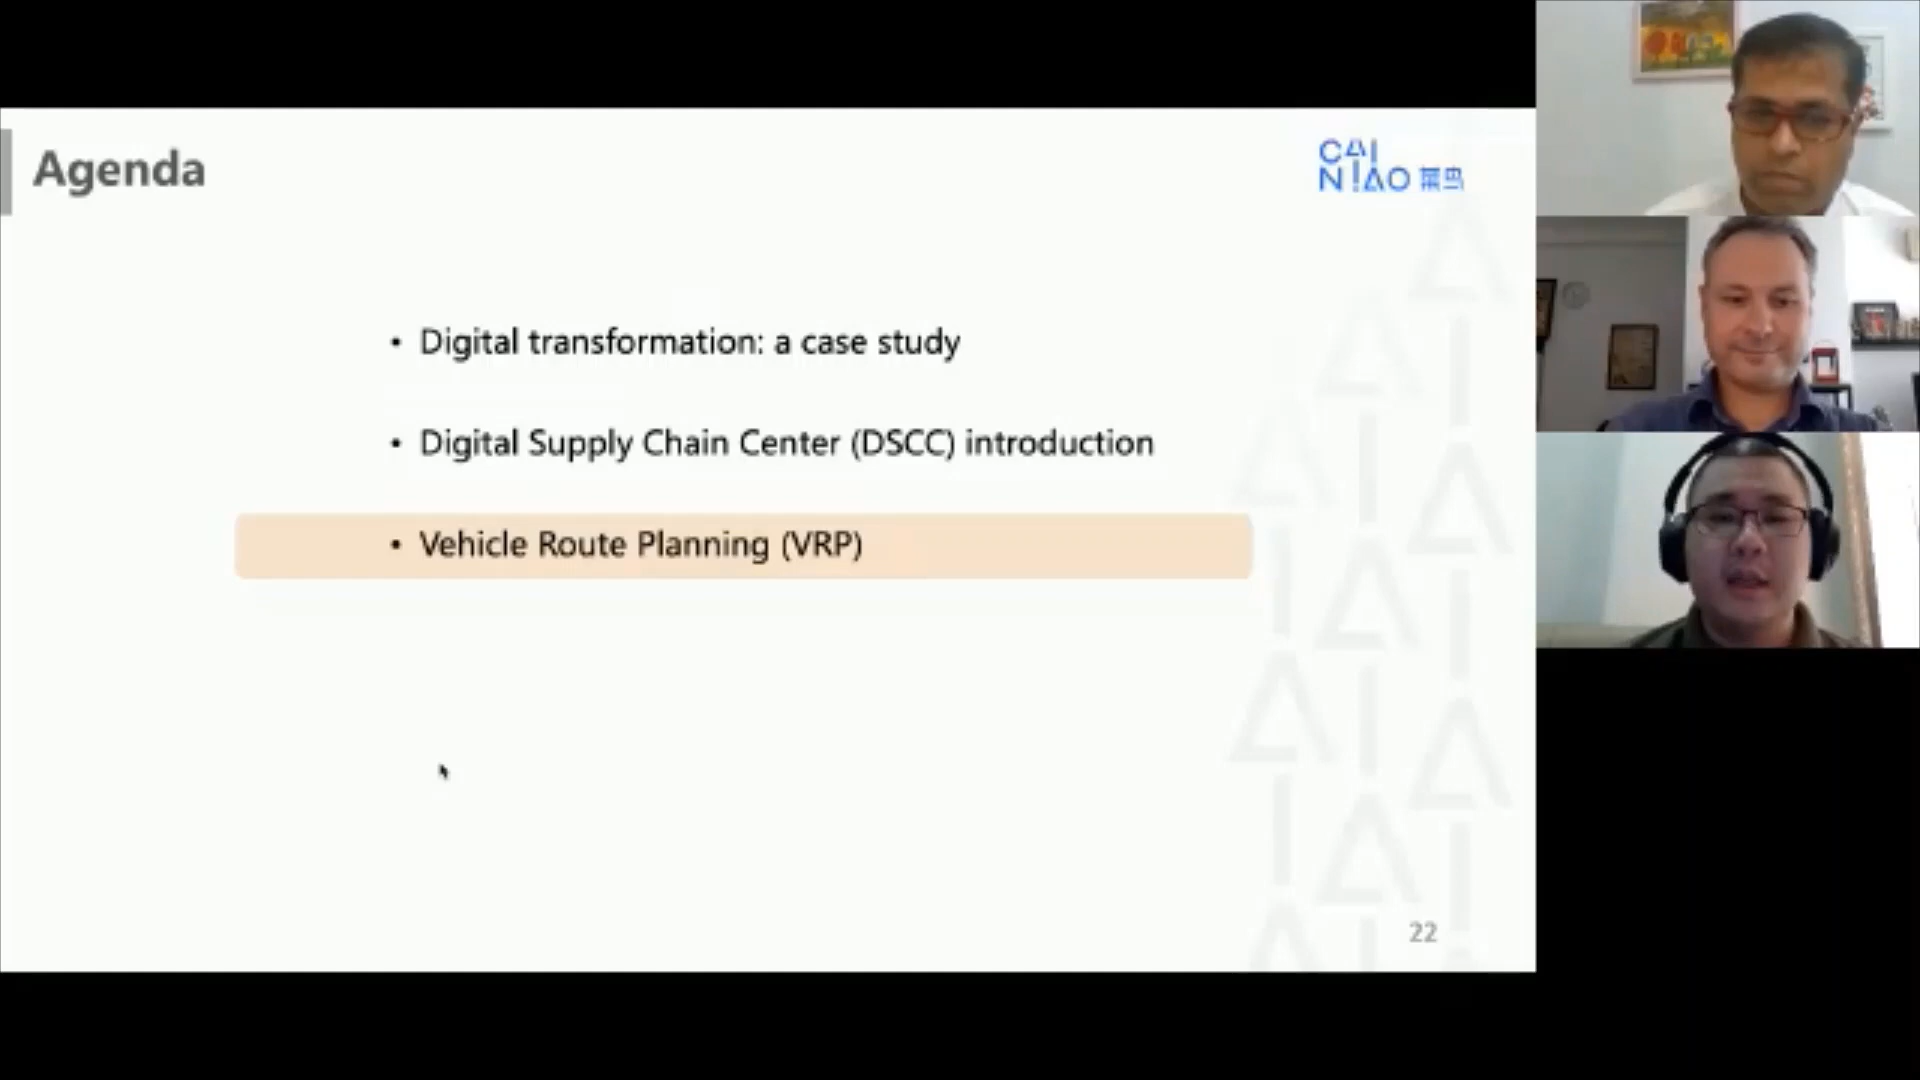 Agenda
CAI
NIAO 菜鸟
• Digital transformation: a case study
• Digital Supply Chain Center (DSCC) introduction
• Vehicle Route Planning (VRP)
22